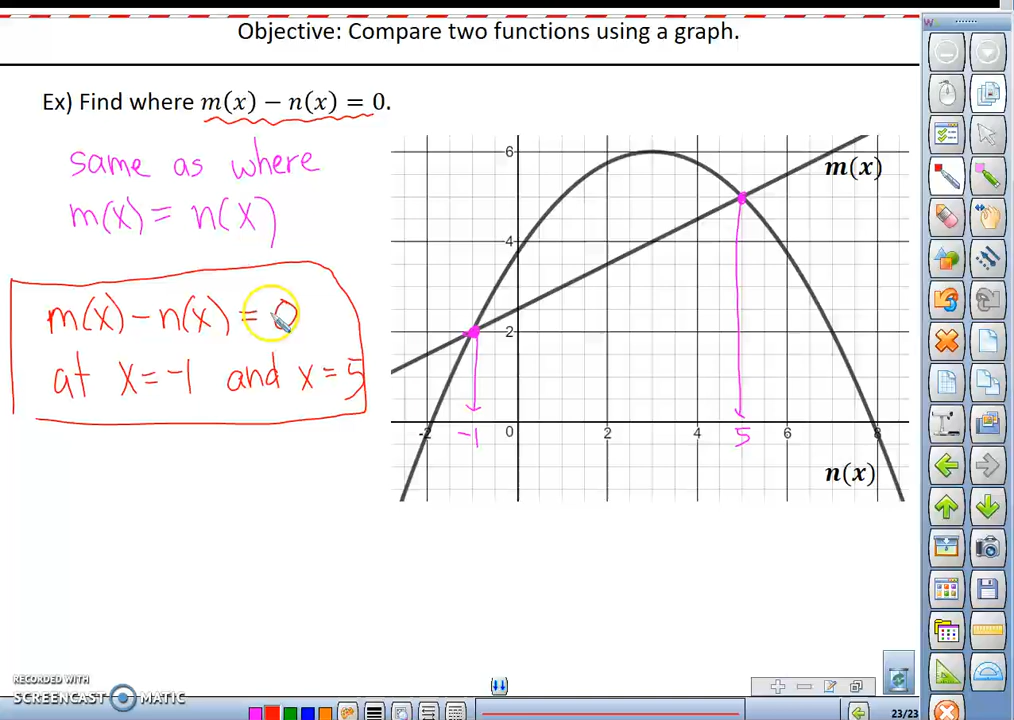 Objective: Compare two functions using a graph.
Ex) Find where m(x) − n(x) = 0.
same as where
m(x) = n(x)
m(x) − n(x) = 0
at x = -1 and x = 5
6
m(x)
4
2
-2
0
2
4
6
8
-1
5
n(x)
RECORDED WITH
SCREENCAST MATIC
23/23